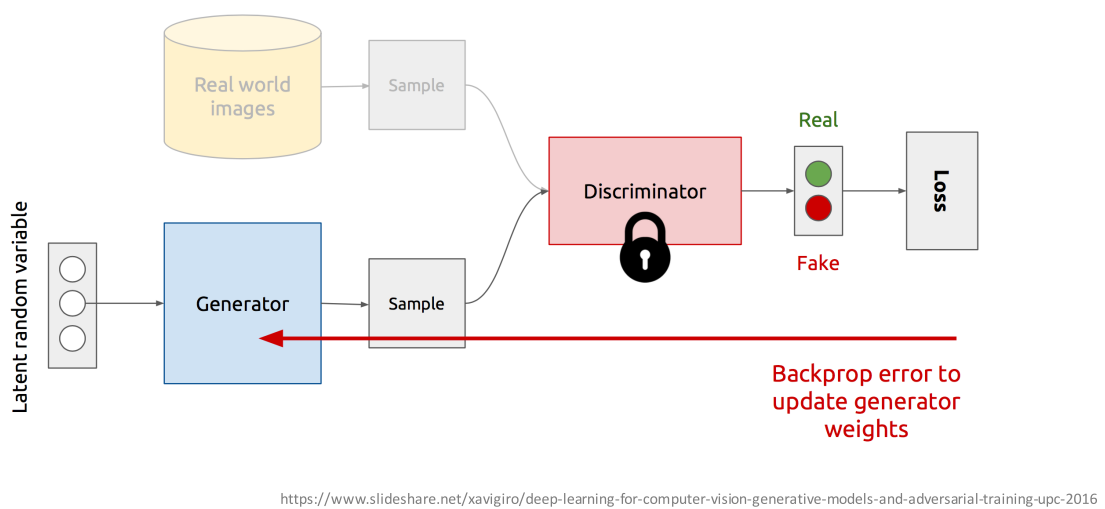 Real world
images
Sample
Real
Discriminator
Loss
Fake
Latent random variable
Generator
Sample
Backprop error to
update generator
weights
https://www.slideshare.net/xavigiro/deep-learning-for-computer-vision-generative-models-and-adversarial-training-upc-2016